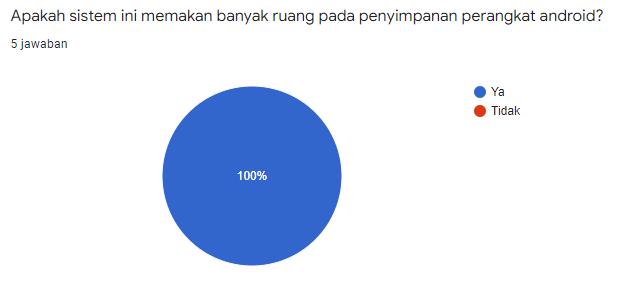 Apakah sistem ini memakan banyak ruang pada penyimpanan perangkat android?
5 jawaban
Ya
Tidak
100%